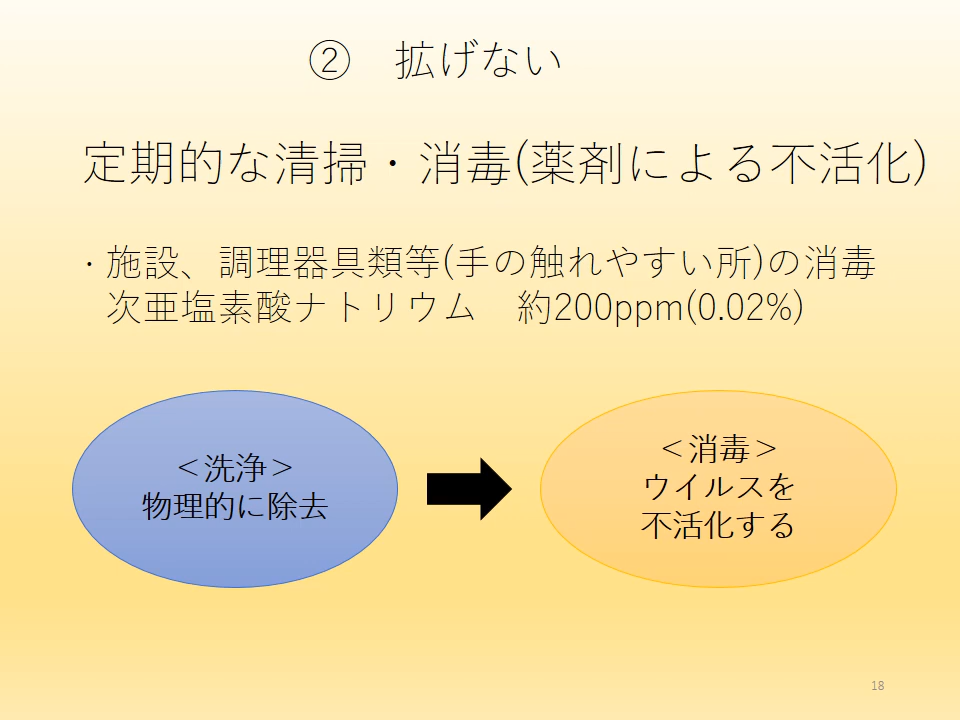 ② 拡げない
定期的な清掃・消毒(薬剤による不活化)
・施設、調理器具類等(手の触れやすい所)の消毒
次亜塩素酸ナトリウム 約200ppm(0.02%)
＜洗浄＞
物理的に除去
＜消毒＞
ウイルスを
不活化する
18